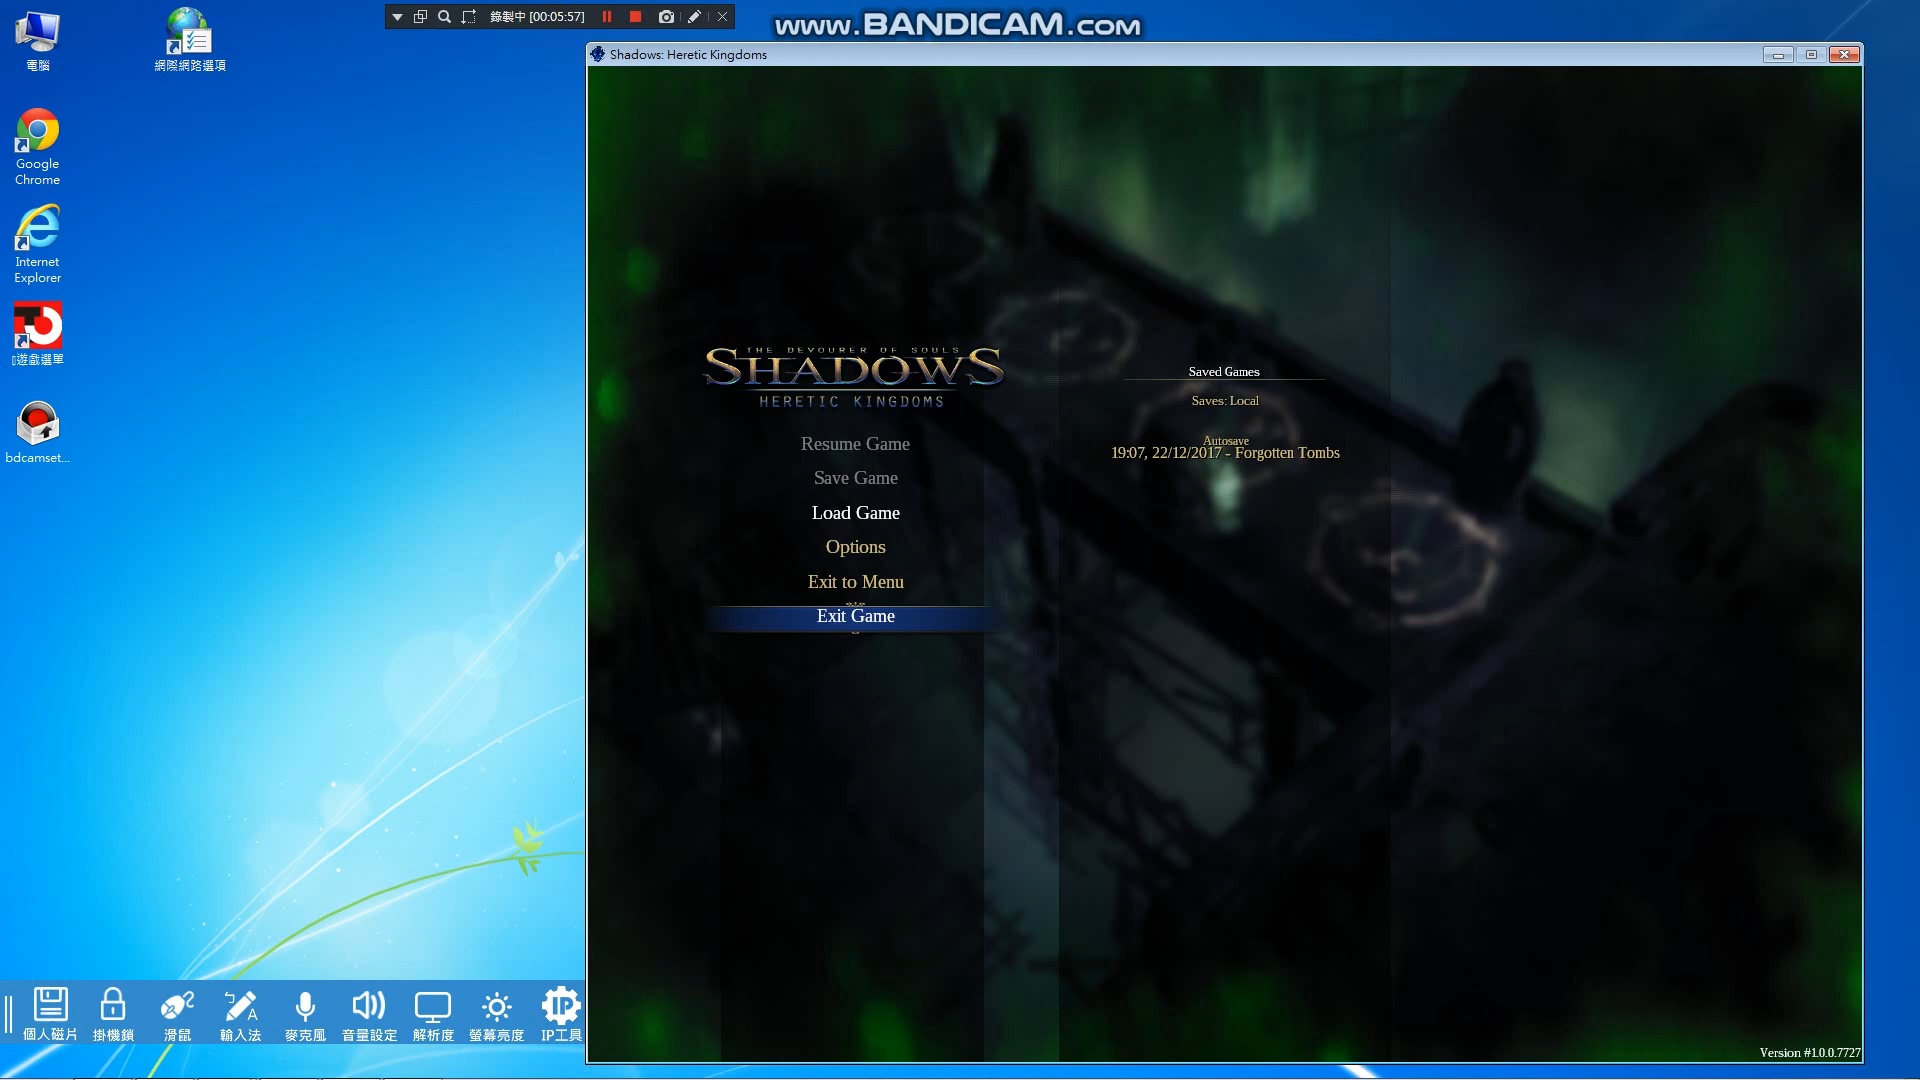 錄製中 [00:05:57]
www.BANDICAM.com
電腦
網際網路選項
Google
Chrome
Internet
Explorer
遊戲選單
bdcamset...
Shadows: Heretic Kingdoms
THE DEVOURER OF SOULS
SHADOWS
HERETIC KINGDOMS
Resume Game
Save Game
Load Game
Options
Exit to Menu
Exit Game
Saved Games
Saves: Local
Autosave
19:07, 22/12/2017 - Forgotten Tombs
個人磁片
掛機鎖
滑鼠
輸入法
麥克風
音量設定
解析度
螢幕亮度
IP工具
Version #1.0.0.7727